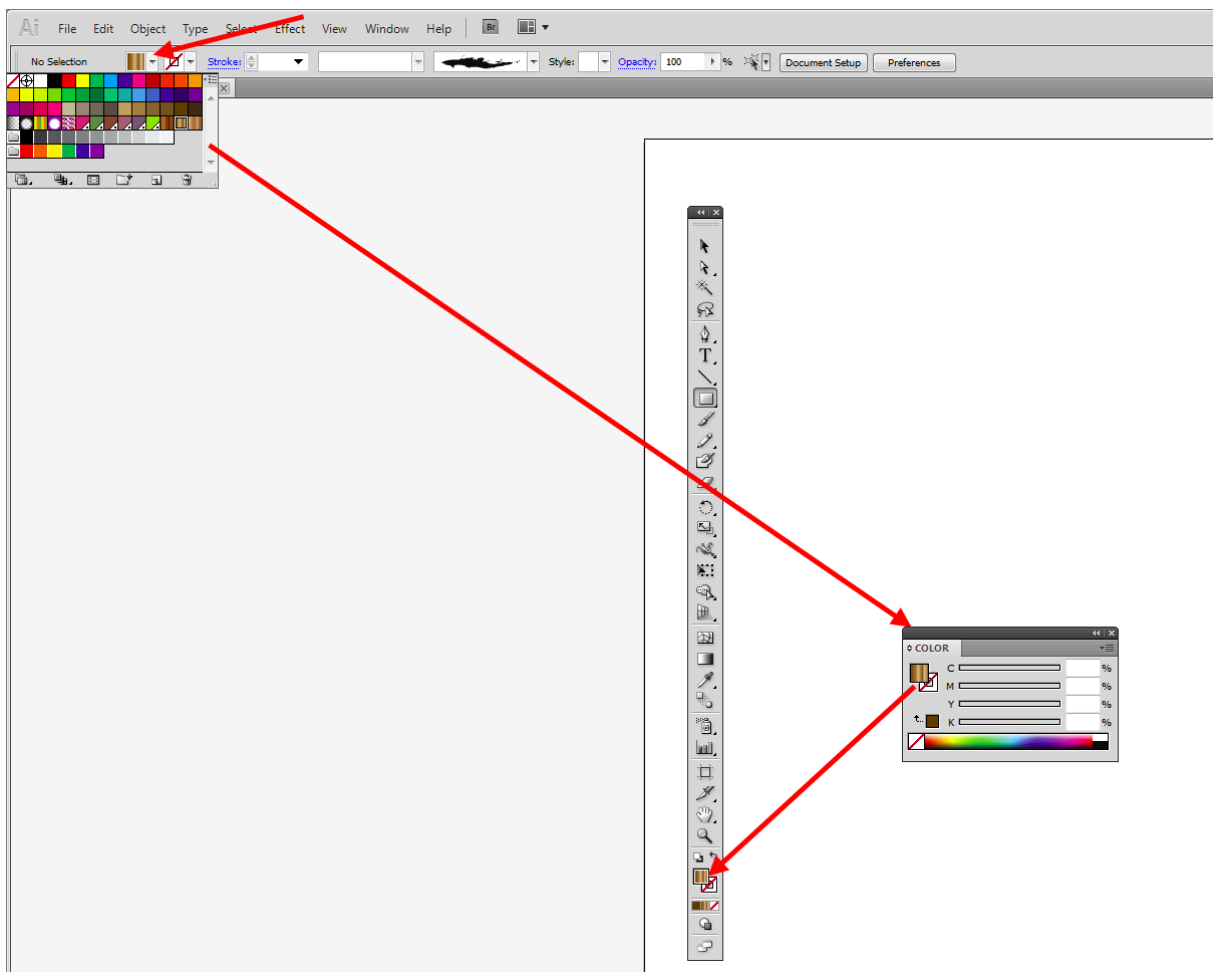 Ai File Edit Object Type Select Effect View Window Help Br
No Selection Stroke: Style: Opacity: 100 % Document Setup Preferences
T
COLOR
C %
M %
Y %
K %